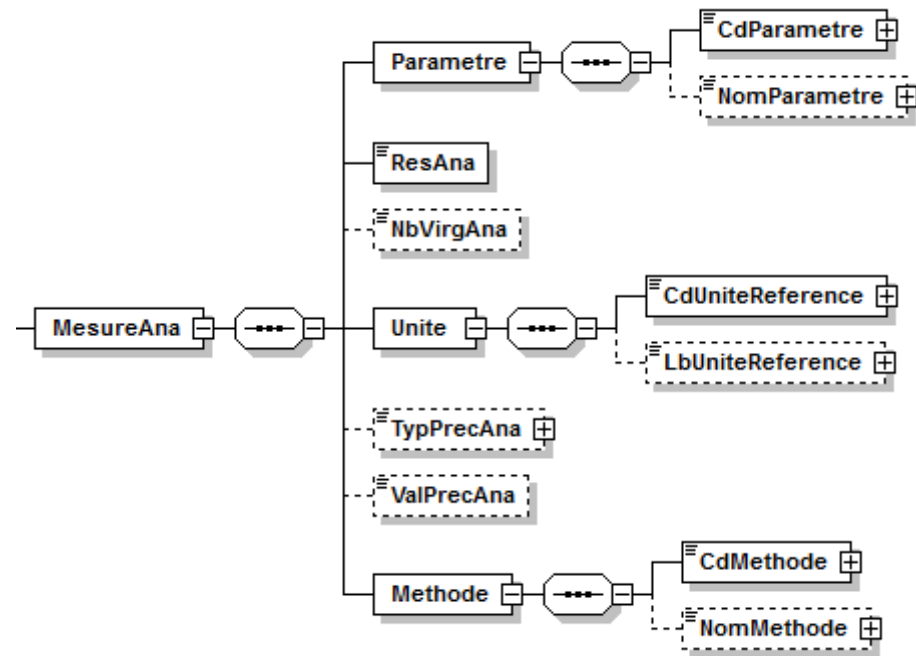 CdParametre
Parametre
NomParametre
ResAna
NbVirgAna
CdUniteReference
MesureAna
Unite
LbUniteReference
TypPrecAna
ValPrecAna
CdMethode
Methode
NomMethode